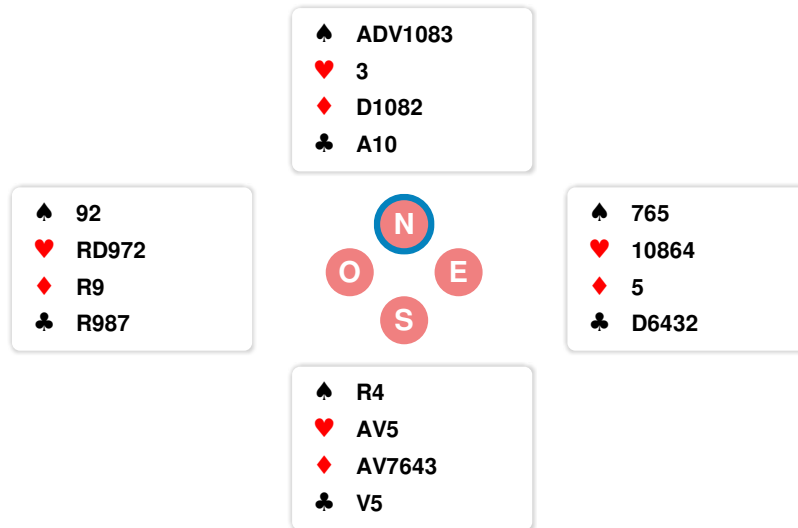 ♠ ADV1083
♥ 3
♦ D1082
♣ A10
♠ 92
♥ RD972
♦ R9
♣ R987
N
O E
S
♠ 765
♥ 10864
♦ 5
♣ D6432
♠ R4
♥ AV5
♦ AV7643
♣ V5